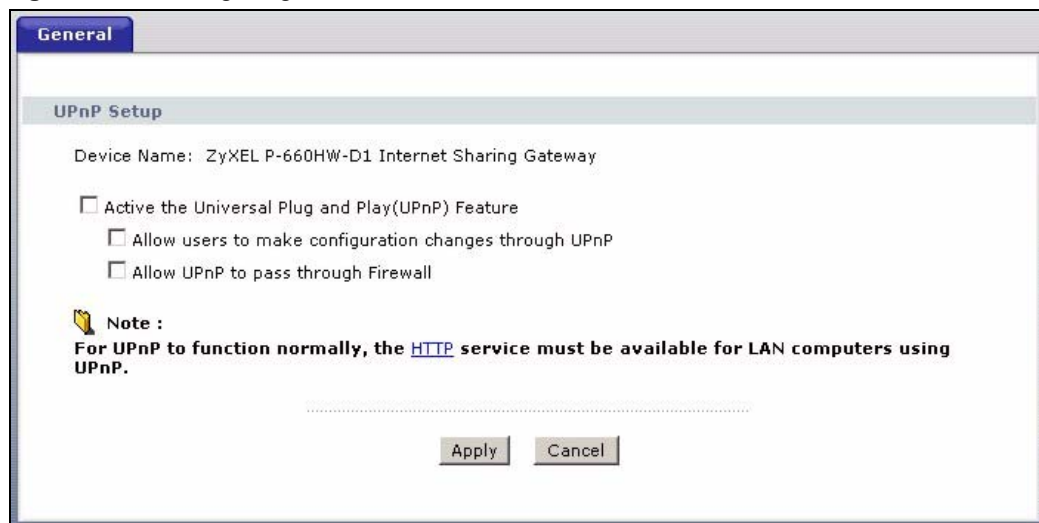 General
UPnP Setup
Device Name: ZyXEL P-660HW-D1 Internet Sharing Gateway
Active the Universal Plug and Play(UPnP) Feature
Allow users to make configuration changes through UPnP
Allow UPnP to pass through Firewall
Note :
For UPnP to function normally, the HTTP service must be available for LAN computers using
UPnP.
Apply Cancel